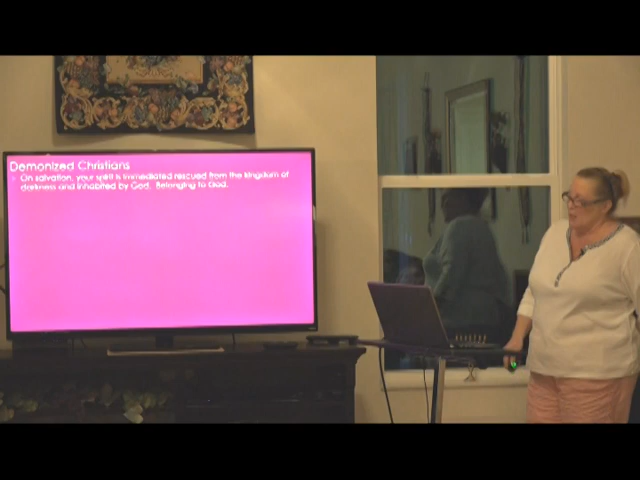 Demonized Christians
On salvation, your spirit is immediated rescued from the kingdom of
darkness and inhabited by God. Belonging to God.